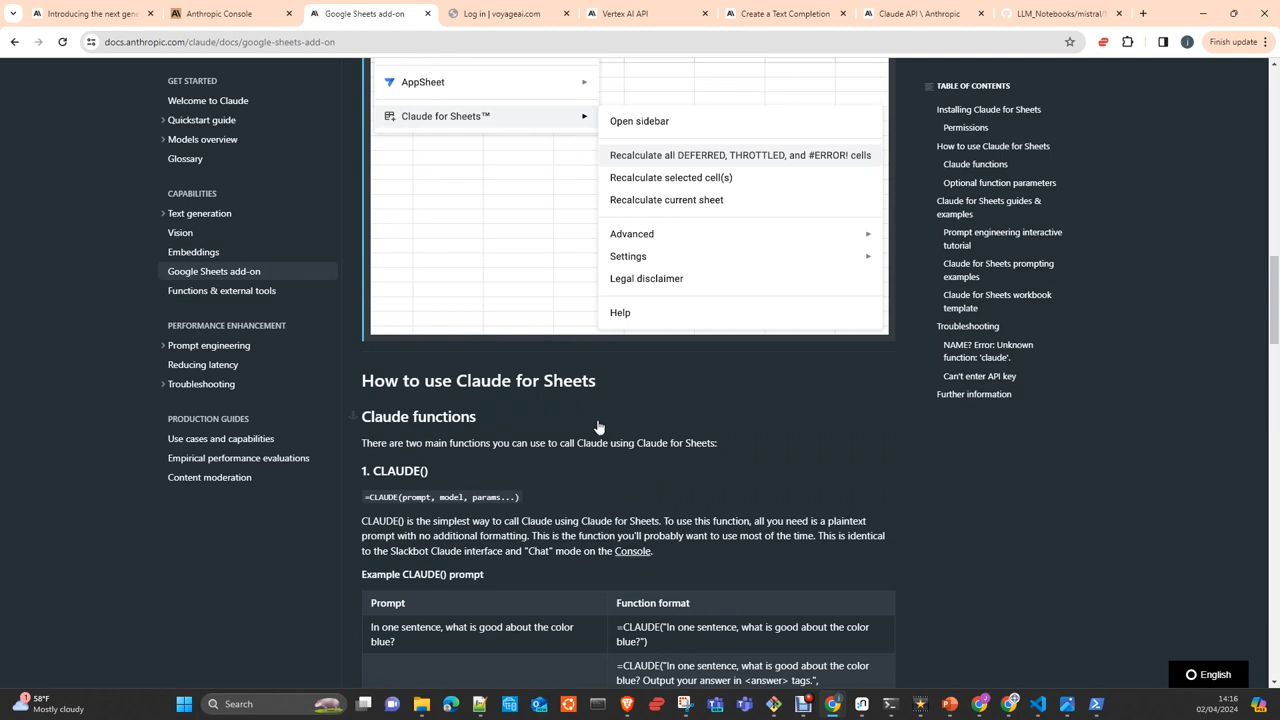 Introducing the next gene
Anthropic Console
Google Sheets add-on
Log in | voyageai.com
Vertex AI API
Create a Text Completion
Claude API \ Anthropic
LLM_Notebooks/mistral/
docs.anthropic.com/claude/docs/google-sheets-add-on
Finish update
GET STARTED
Welcome to Claude
Quickstart guide
Models overview
Glossary
CAPABILITIES
Text generation
Vision
Embeddings
Google Sheets add-on
Functions & external tools
PERFORMANCE ENHANCEMENT
Prompt engineering
Reducing latency
Troubleshooting
PRODUCTION GUIDES
Use cases and capabilities
Empirical performance evaluations
Content moderation
AppSheet
Claude for Sheets™
Open sidebar
Recalculate all DEFERRED, THROTTLED, and #ERROR! cells
Recalculate selected cell(s)
Recalculate current sheet
Advanced
Settings
Legal disclaimer
Help
How to use Claude for Sheets
Claude functions
There are two main functions you can use to call Claude using Claude for Sheets:
1. CLAUDE()
=CLAUDE(prompt, model, params...)
CLAUDE() is the simplest way to call Claude using Claude for Sheets. To use this function, all you need is a plaintext
prompt with no additional formatting. This is the function you'll probably want to use most of the time. This is identical
to the Slackbot Claude interface and "Chat" mode on the Console.
Example CLAUDE() prompt
Prompt
Function format
In one sentence, what is good about the color
blue?
=CLAUDE("In one sentence, what is good about the color
blue?")
=CLAUDE("In one sentence, what is good about the color
blue? Output your answer in <answer> tags.",
TABLE OF CONTENTS
Installing Claude for Sheets
Permissions
How to use Claude for Sheets
Claude functions
Optional function parameters
Claude for Sheets guides &
examples
Prompt engineering interactive
tutorial
Claude for Sheets prompting
examples
Claude for Sheets workbook
template
Troubleshooting
NAME? Error: Unknown
function: 'claude'.
Can't enter API key
Further information
English
58°F
Mostly cloudy
Search
14:16
02/04/2024